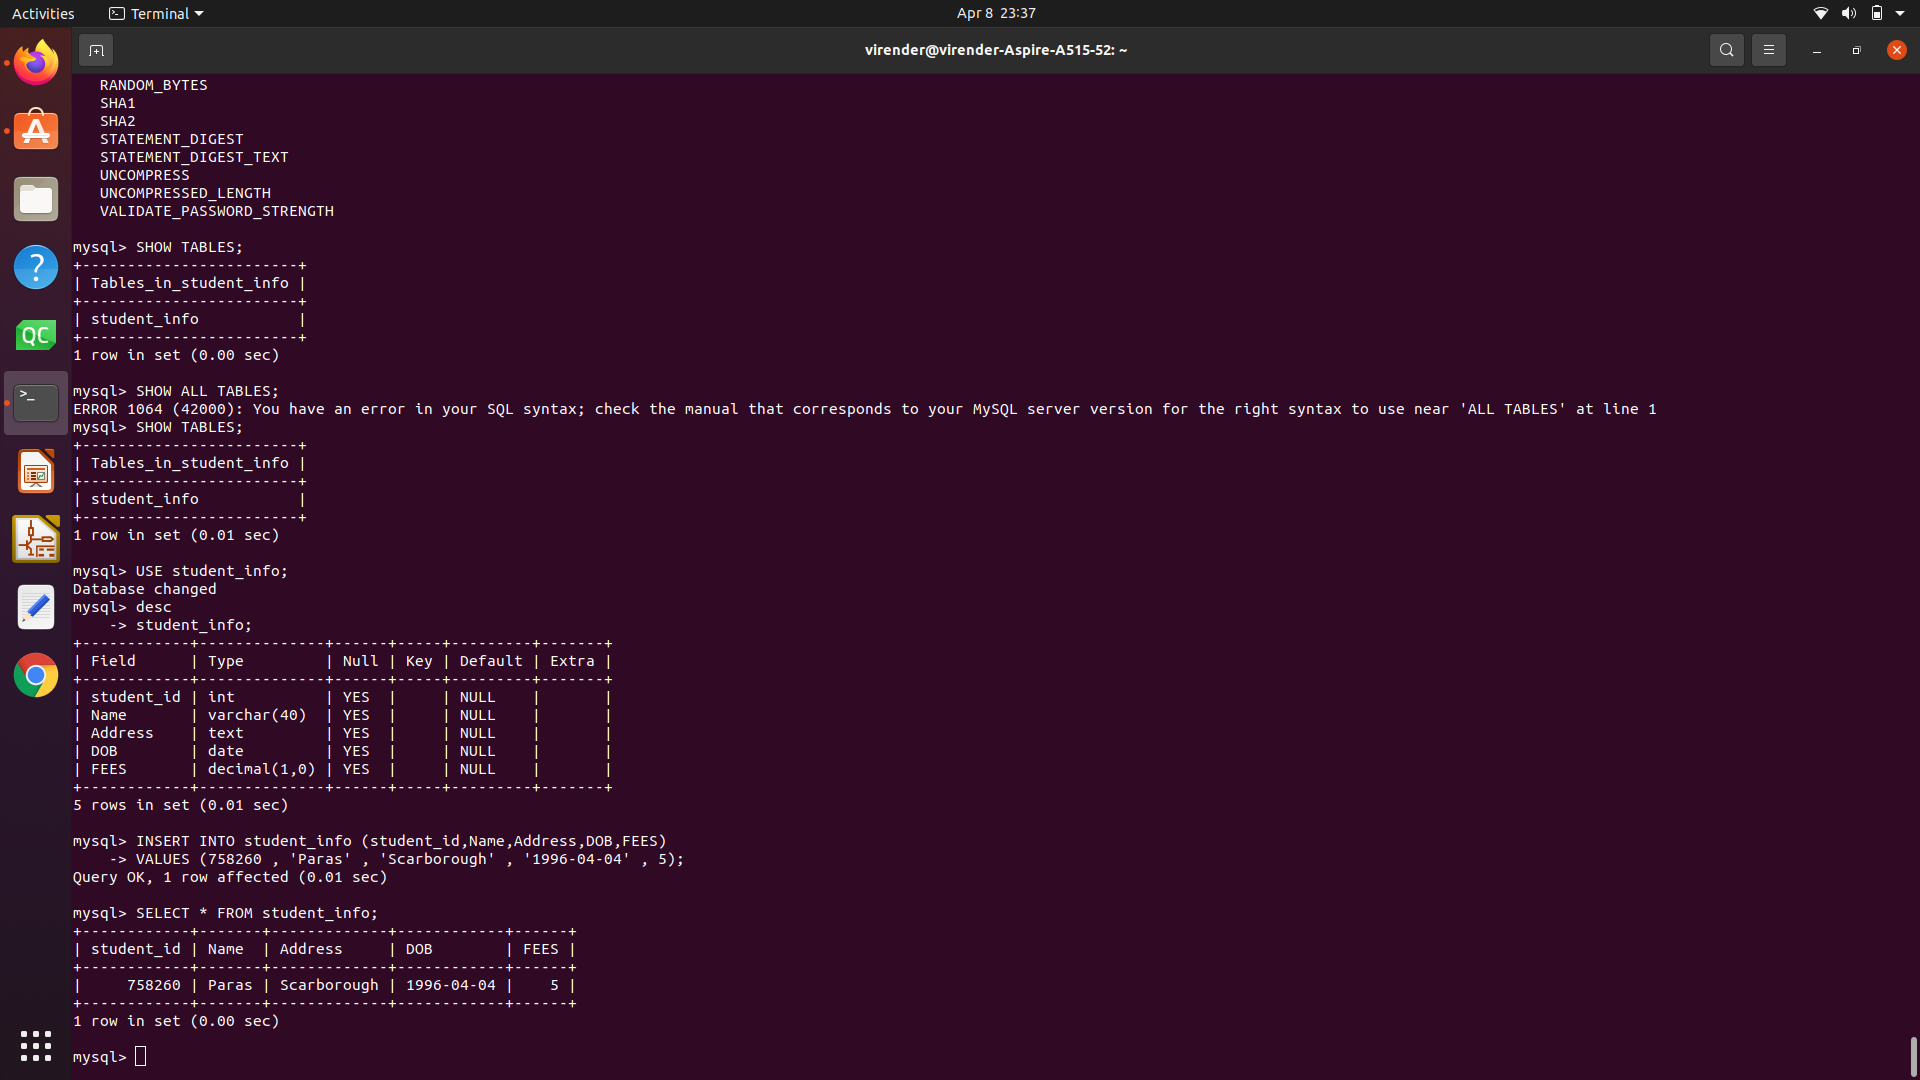 Activities Terminal Apr 8 23:37
virender@virender-Aspire-A515-52: ~
RANDOM_BYTES
SHA1
SHA2
STATEMENT_DIGEST
STATEMENT_DIGEST_TEXT
UNCOMPRESS
UNCOMPRESSED_LENGTH
VALIDATE_PASSWORD_STRENGTH
mysql> SHOW TABLES;
+------------------------+
| Tables_in_student_info |
+------------------------+
| student_info           |
+------------------------+
1 row in set (0.00 sec)
mysql> SHOW ALL TABLES;
ERROR 1064 (42000): You have an error in your SQL syntax; check the manual that corresponds to your MySQL server version for the right syntax to use near 'ALL TABLES' at line 1
mysql> SHOW TABLES;
+------------------------+
| Tables_in_student_info |
+------------------------+
| student_info           |
+------------------------+
1 row in set (0.01 sec)
mysql> USE student_info;
Database changed
mysql> desc
    -> student_info;
+------------+--------------+------+-----+---------+-------+
| Field      | Type         | Null | Key | Default | Extra |
+------------+--------------+------+-----+---------+-------+
| student_id | int          | YES  |     | NULL    |       |
| Name       | varchar(40)  | YES  |     | NULL    |       |
| Address    | text         | YES  |     | NULL    |       |
| DOB        | date         | YES  |     | NULL    |       |
| FEES       | decimal(1,0) | YES  |     | NULL    |       |
+------------+--------------+------+-----+---------+-------+
5 rows in set (0.01 sec)
mysql> INSERT INTO student_info (student_id,Name,Address,DOB,FEES)
    -> VALUES (758260 , 'Paras' , 'Scarborough' , '1996-04-04' , 5);
Query OK, 1 row affected (0.01 sec)
mysql> SELECT * FROM student_info;
+------------+-------+-------------+------------+------+
| student_id | Name  | Address     | DOB        | FEES |
+------------+-------+-------------+------------+------+
|     758260 | Paras | Scarborough | 1996-04-04 |    5 |
+------------+-------+-------------+------------+------+
1 row in set (0.00 sec)
mysql>
QC